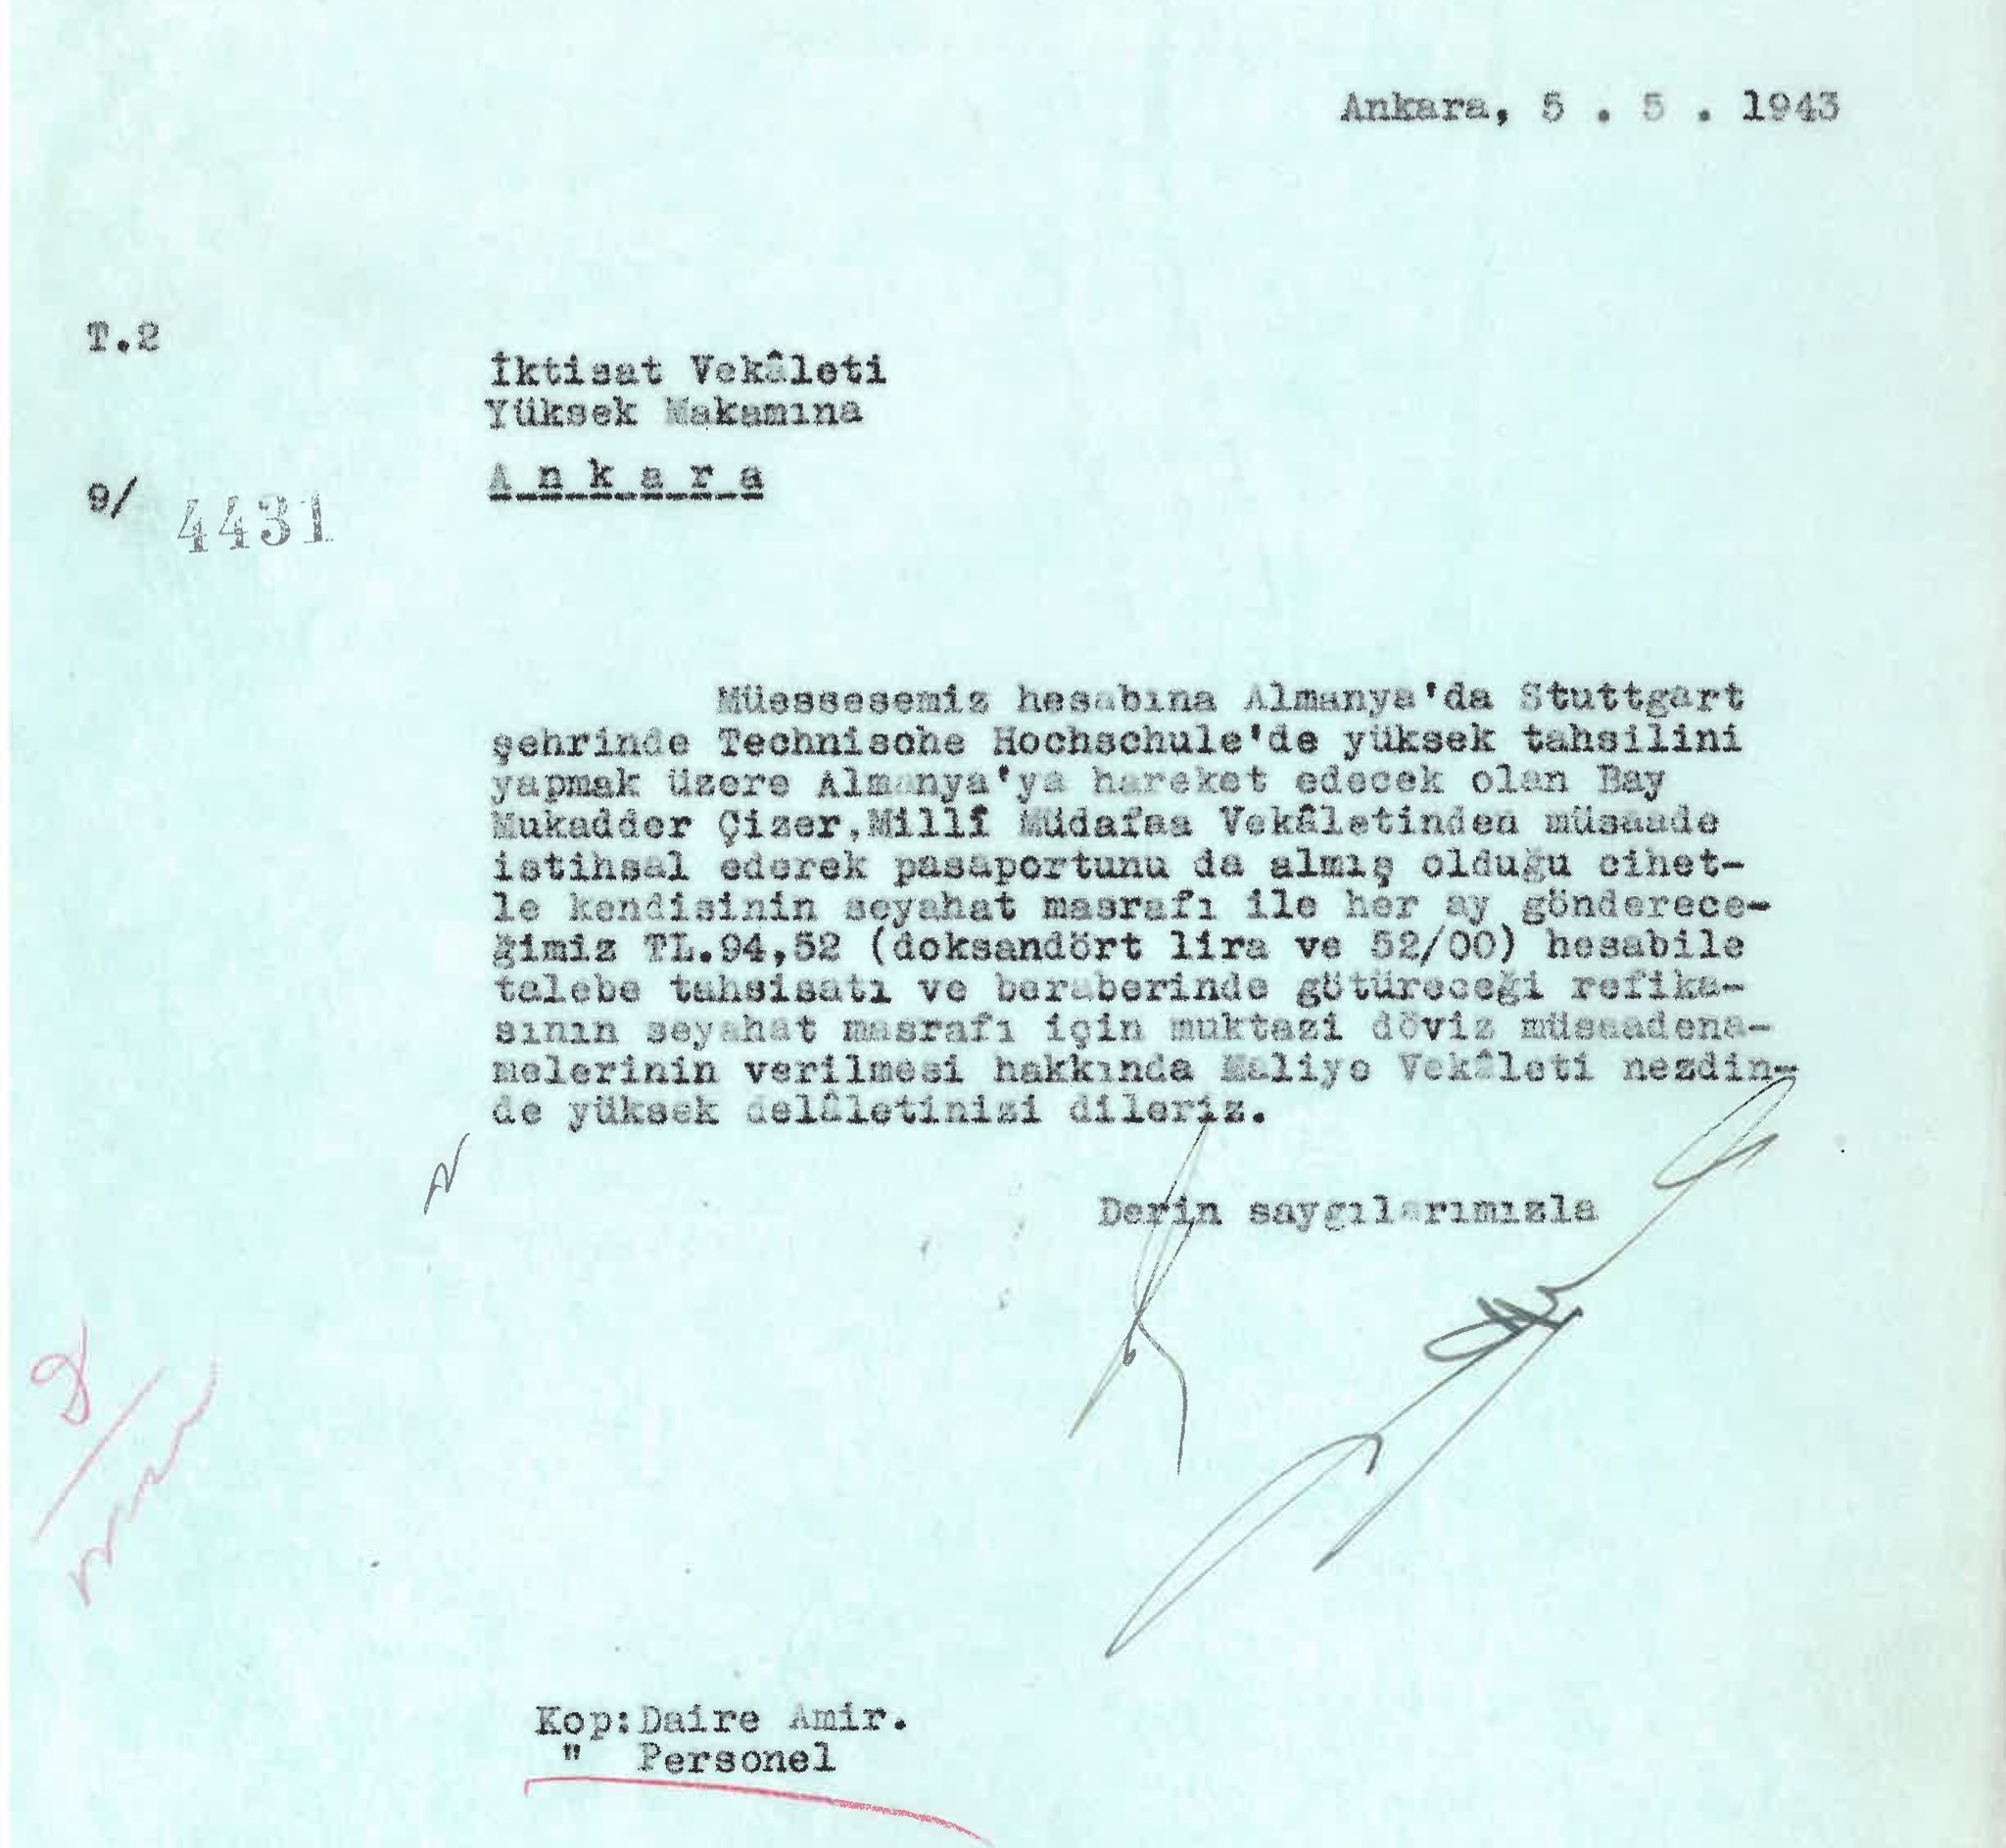 Ankara, 5 . 5 . 1943
T.2
İktisat Vekâleti
Yüksek Makamına
A n k a r a
9/ 4431
Müessesemiz hesabına Almanya'da Stuttgart
şehrinde Technische Hochschule'de yüksek tahsilini
yapmak üzere Almanya'ya hareket edecek olan Bay
Mukadder Çizer,Millî Müdafaa Vekâletinden müsaade
istihsal ederek pasaportunu da almış olduğu cihet-
le kendisinin seyahat masrafı ile her ay göndерece-
ğimiz TL.94,52 (doksandört lira ve 52/00) hesabile
talebe tahsisatı ve beraberinde götüreceği refika-
sının seyahat masrafı için muktazi döviz müsaadena-
melerinin verilmesi hakkında Maliye Vekâleti nezdin-
de yüksek delâletinizi dileriz.
Derin saygılarımızla
Kop:Daire Amir.
" Personel